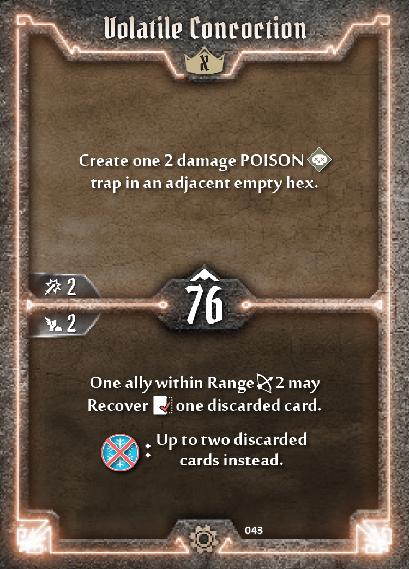 Volatile Concoction
X
Create one 2 damage POISON
trap in an adjacent empty hex.
2
76
2
One ally within Range 2 may
Recover one discarded card.
: Up to two discarded
cards instead.
043